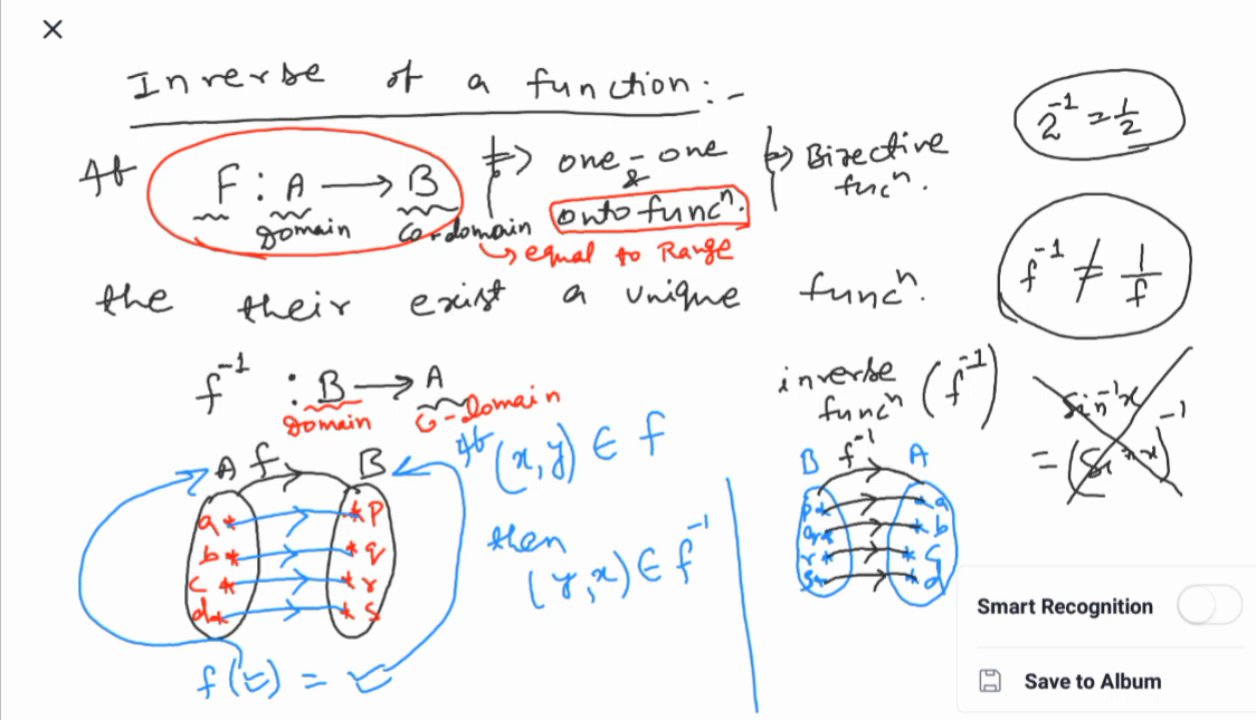 Inverse of a function:-
2⁻¹ = 1/2
If F : A → B ⇒ one-one & onto funcⁿ. ⇒ Bijective funcⁿ.
domain Co-domain
↳ equal to Range
f⁻¹ ≠ 1/f
the their exist a unique funcⁿ.
f⁻¹ : B → A
domain Co-domain
inverse funcⁿ (f⁻¹)
sin⁻¹x
= (sin x)⁻¹
A f B
a p
b q
c r
d s
If (x, y) ∈ f
then
(y, x) ∈ f⁻¹
B f⁻¹ A
p a
q b
r c
s d
f( ) =
Smart Recognition
Save to Album